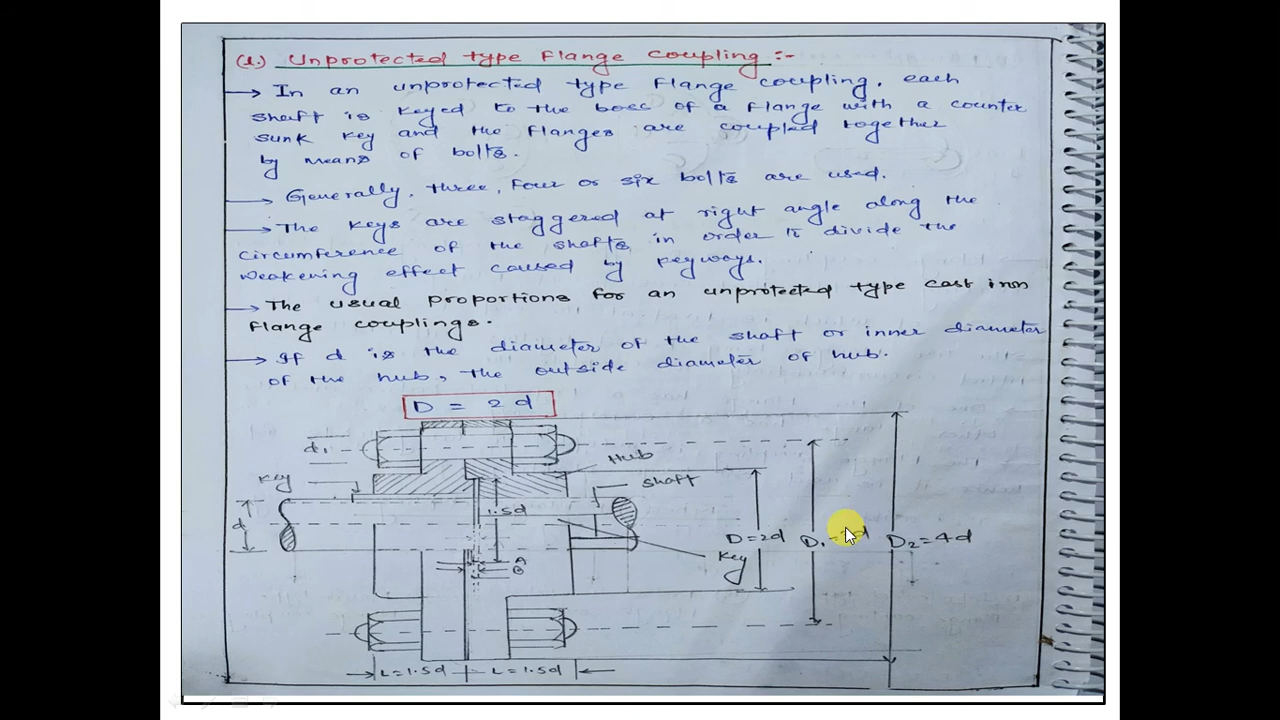 (1.) Unprotected type Flange Coupling :-
→ In an unprotected type Flange coupling, each
shaft is keyed to the boss of a flange with a counter
sunk key and the flanges are coupled together
by means of bolts.
→ Generally, three, four or six bolts are used.
→ The keys are staggered at right angle along the
circumference of the shafts in order to divide the
weakening effect caused by keyways.
→ The usual proportions for an unprotected type cast iron
flange couplings.
→ If d is the diameter of the shaft or inner diameter
of the hub, the outside diameter of hub.
D = 2d
d1
Hub
Key
Shaft
1.5d
d
D=2d
D1=3d
D2=4d
Key
A
B
L=1.5d
L=1.5d